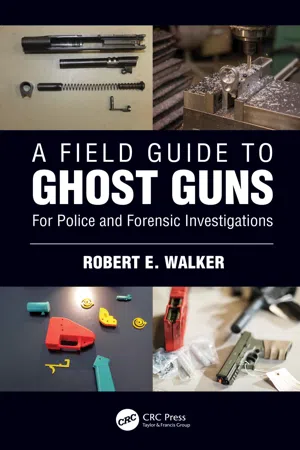 A FIELD GUIDE TO
GHOST GUNS
For Police and Forensic Investigations
ROBERT E. WALKER
CRC
CRC Press
Taylor & Francis Group